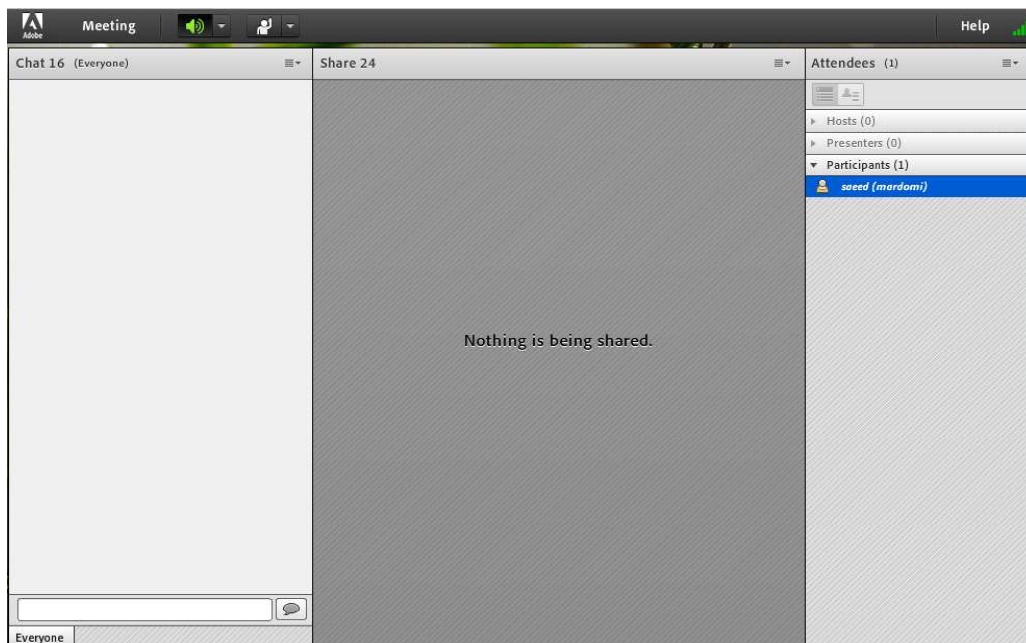 Adobe
Meeting
Help
Chat 16 (Everyone)
Share 24
Attendees (1)
Hosts (0)
Presenters (0)
Participants (1)
saeed (mardomi)
Nothing is being shared.
Everyone